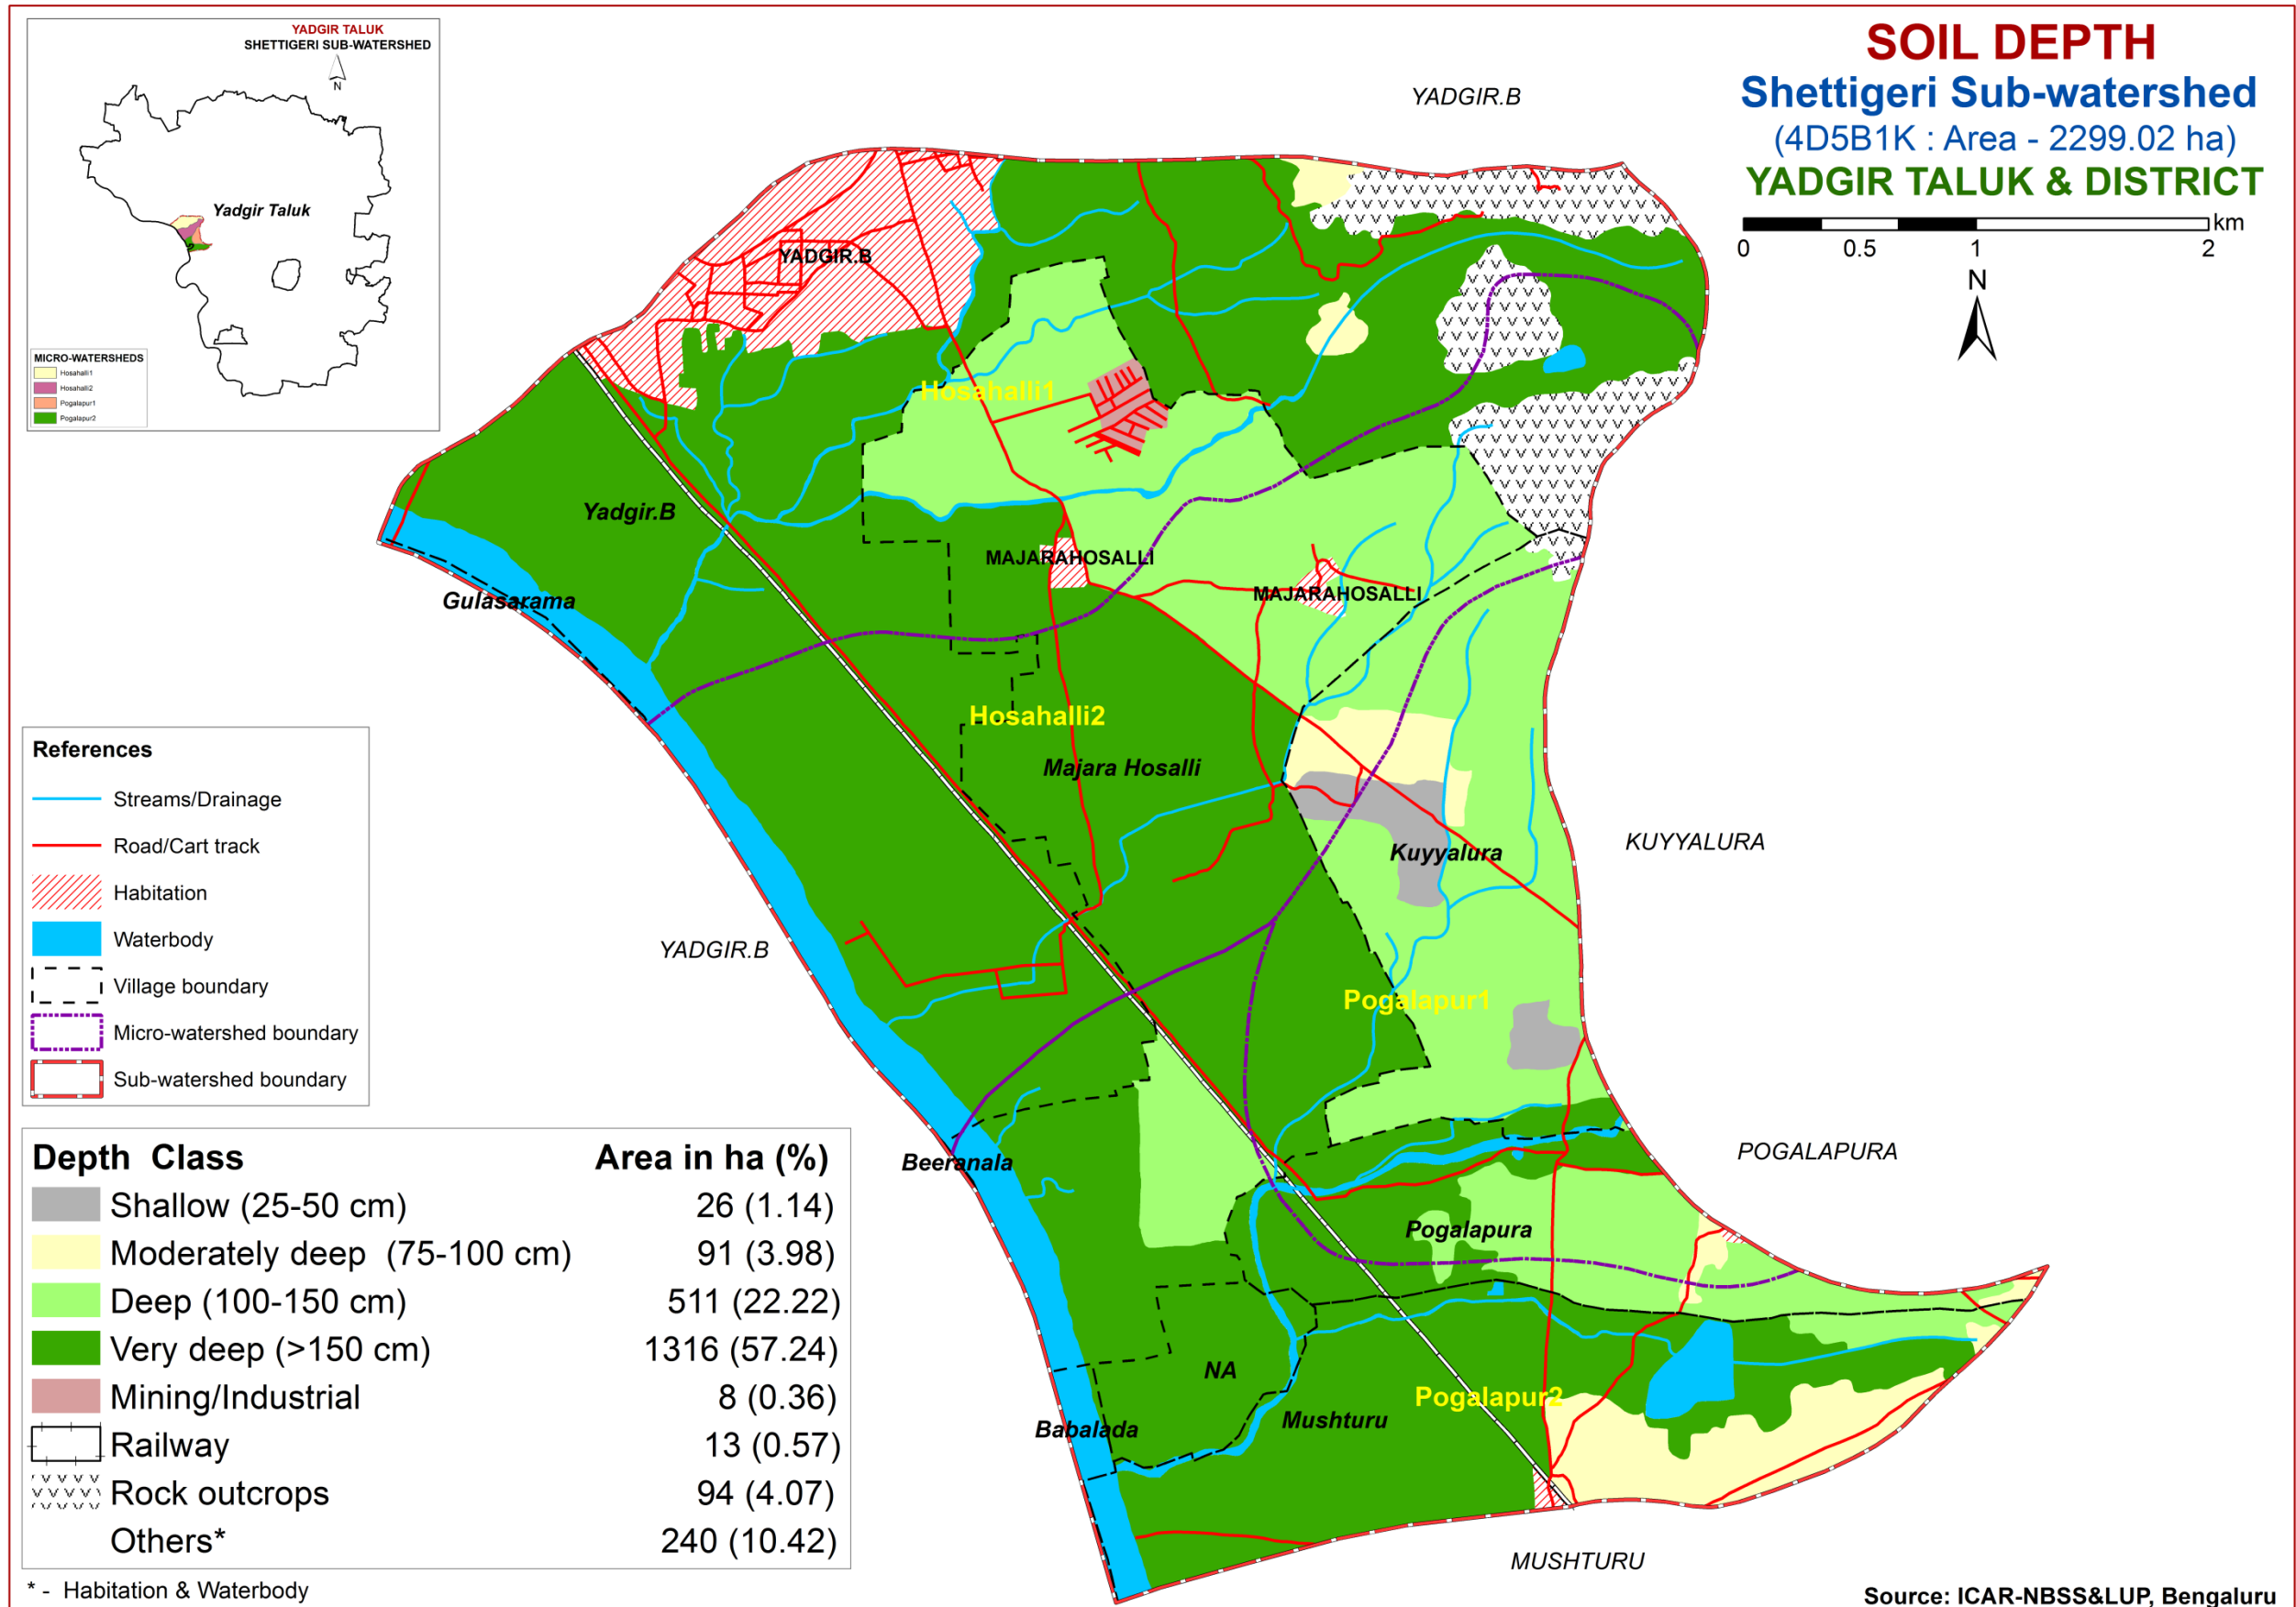 YADGIR TALUK
SHETTIGERI SUB-WATERSHED
N
Yadgir Taluk
MICRO-WATERSHEDS
Hosahalli1
Hosahalli2
Pogalapur1
Pogalapur2
SOIL DEPTH
Shettigeri Sub-watershed
(4D5B1K : Area - 2299.02 ha)
YADGIR TALUK & DISTRICT
km
0 0.5 1 2
N
YADGIR.B
YADGIR.B
Hosahalli1
Yadgir.B
MAJARAHOSALLI
MAJARAHOSALLI
Gulasarama
Hosahalli2
Majara Hosalli
KUYYALURA
Kuyyalura
YADGIR.B
Pogalapur1
POGALAPURA
Beeranala
Pogalapura
NA
Pogalapur2
Mushturu
Babalada
MUSHTURU
References
Streams/Drainage
Road/Cart track
Habitation
Waterbody
Village boundary
Micro-watershed boundary
Sub-watershed boundary
Depth Class Area in ha (%)
Shallow (25-50 cm) 26 (1.14)
Moderately deep (75-100 cm) 91 (3.98)
Deep (100-150 cm) 511 (22.22)
Very deep (>150 cm) 1316 (57.24)
Mining/Industrial 8 (0.36)
Railway 13 (0.57)
Rock outcrops 94 (4.07)
Others* 240 (10.42)
* - Habitation & Waterbody
Source: ICAR-NBSS&LUP, Bengaluru